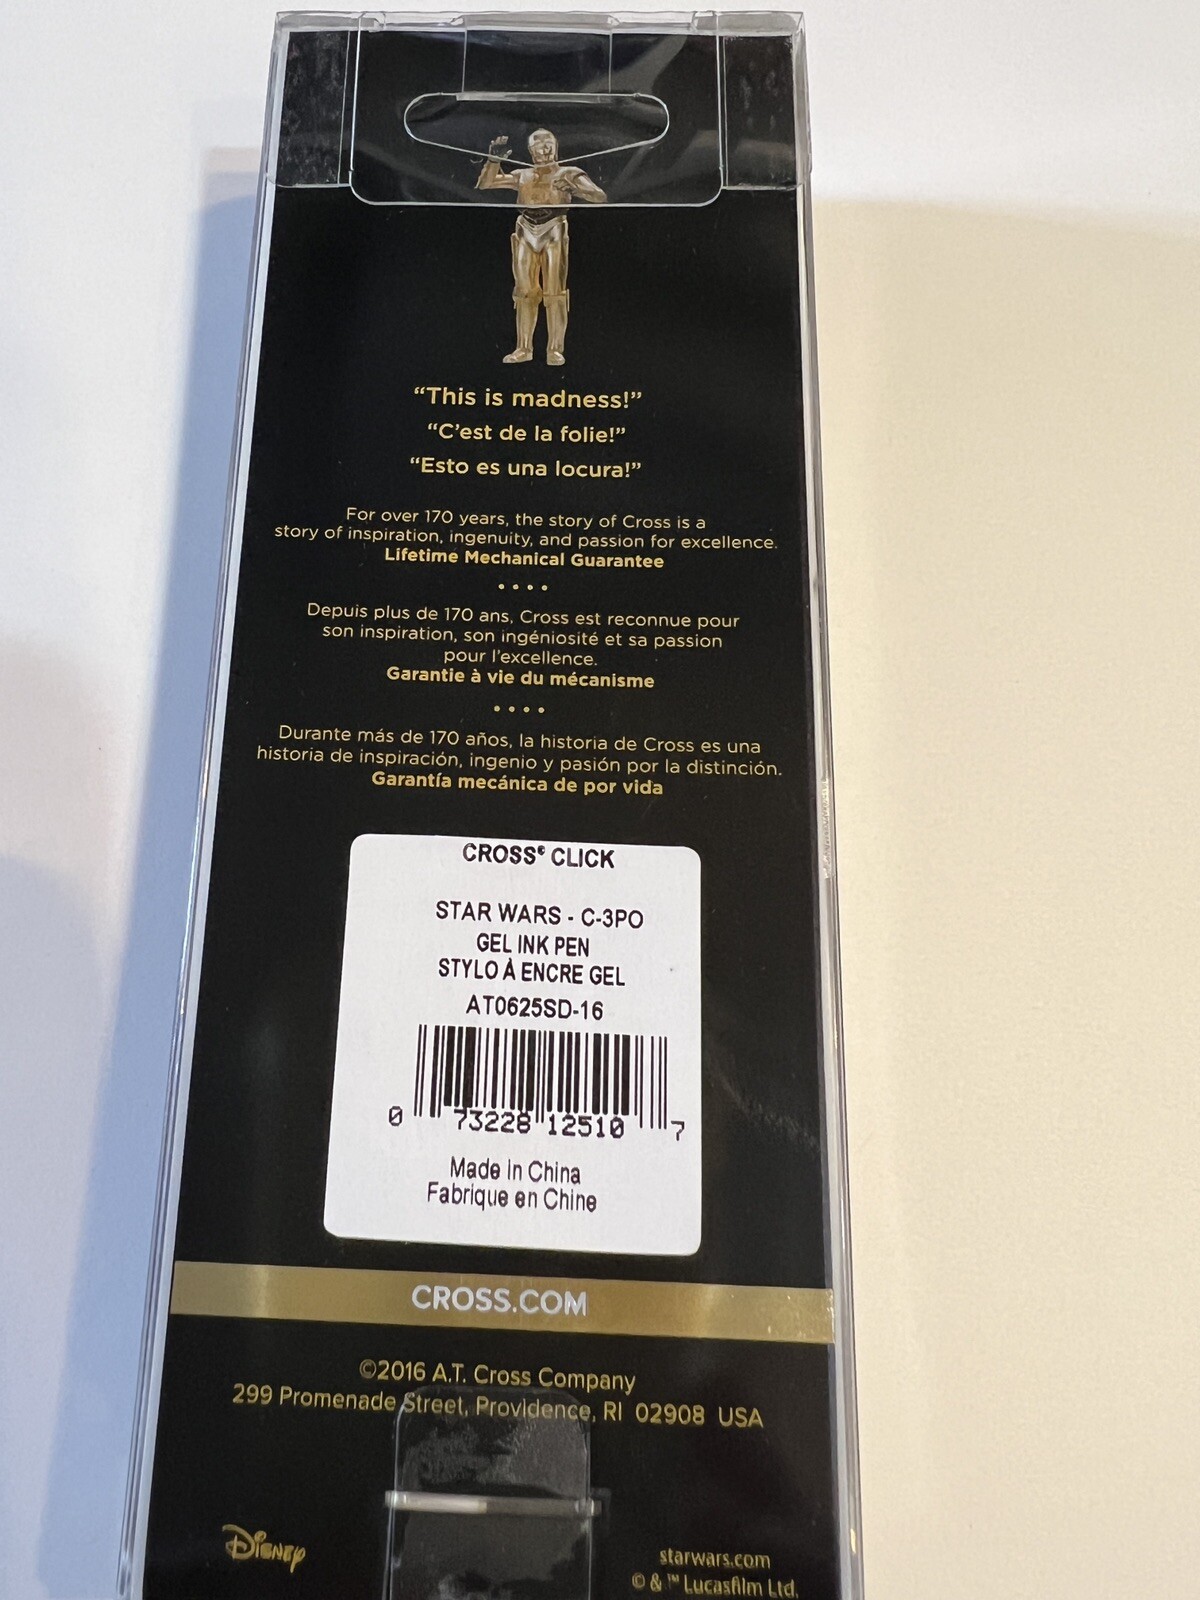 “This is madness!”
“C’est de la folie!”
“Esto es una locura!”
For over 170 years, the story of Cross is a
story of inspiration, ingenuity, and passion for excellence.
Lifetime Mechanical Guarantee
• • • •
Depuis plus de 170 ans, Cross est reconnue pour
son inspiration, son ingéniosité et sa passion
pour l’excellence.
Garantie à vie du mécanisme
• • • •
Durante más de 170 años, la historia de Cross es una
historia de inspiración, ingenio y pasión por la distinción.
Garantía mecánica de por vida
CROSS® CLICK
STAR WARS - C-3PO
GEL INK PEN
STYLO À ENCRE GEL
AT0625SD-16
0 73228 12510 7
Made in China
Fabrique en Chine
CROSS.COM
©2016 A.T. Cross Company
299 Promenade Street, Providence, RI 02908 USA
Disney
starwars.com
© & ™ Lucasfilm Ltd.